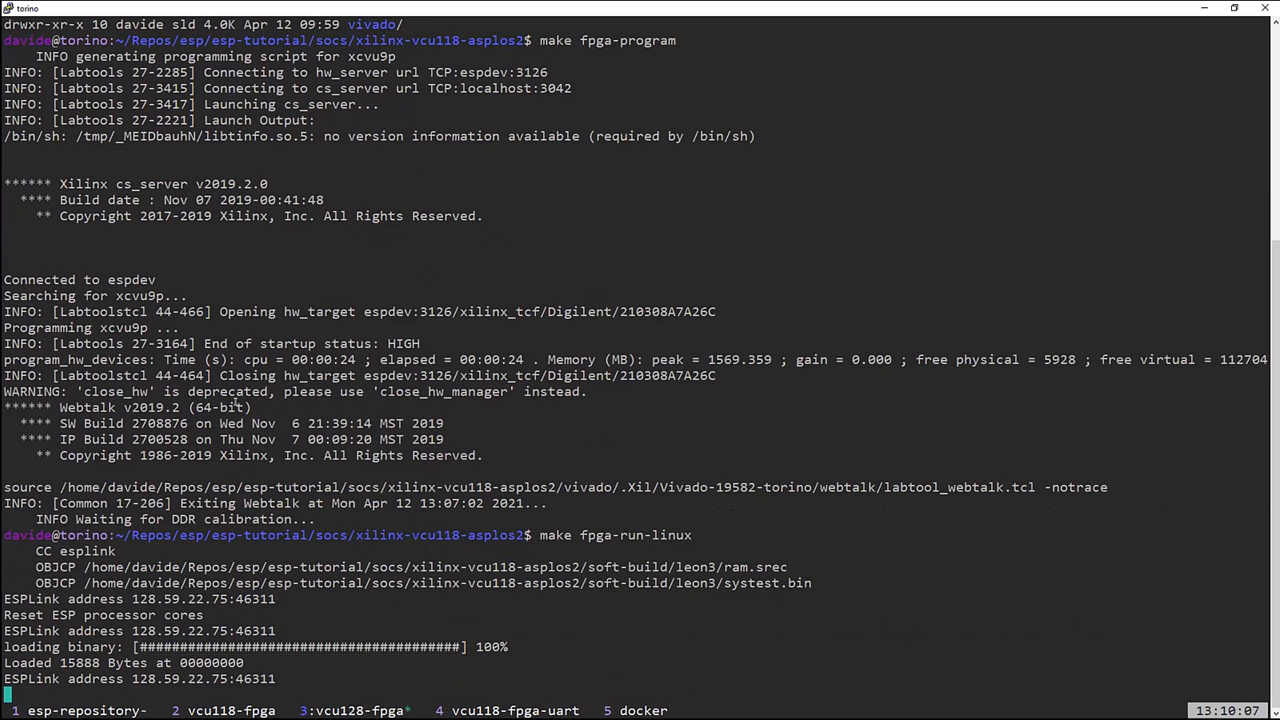 torino
drwxr-xr-x 10 davide sld 4.0K Apr 12 09:59 vivado/
davide@torino:~/Repos/esp/esp-tutorial/socs/xilinx-vcu118-asplos2$ make fpga-program
INFO generating programming script for xcvu9p
INFO: [Labtools 27-2285] Connecting to hw_server url TCP:espdev:3126
INFO: [Labtools 27-3415] Connecting to cs_server url TCP:localhost:3042
INFO: [Labtools 27-3417] Launching cs_server...
INFO: [Labtools 27-2221] Launch Output:
/bin/sh: /tmp/_MEIDbauhN/libtinfo.so.5: no version information available (required by /bin/sh)
****** Xilinx cs_server v2019.2.0
**** Build date : Nov 07 2019-00:41:48
** Copyright 2017-2019 Xilinx, Inc. All Rights Reserved.
Connected to espdev
Searching for xcvu9p...
INFO: [Labtoolstcl 44-466] Opening hw_target espdev:3126/xilinx_tcf/Digilent/210308A7A26C
Programming xcvu9p ...
INFO: [Labtools 27-3164] End of startup status: HIGH
program_hw_devices: Time (s): cpu = 00:00:24 ; elapsed = 00:00:24 . Memory (MB): peak = 1569.359 ; gain = 0.000 ; free physical = 5928 ; free virtual = 112704
INFO: [Labtoolstcl 44-464] Closing hw_target espdev:3126/xilinx_tcf/Digilent/210308A7A26C
WARNING: 'close_hw' is deprecated, please use 'close_hw_manager' instead.
****** Webtalk v2019.2 (64-bit)
**** SW Build 2708876 on Wed Nov  6 21:39:14 MST 2019
**** IP Build 2700528 on Thu Nov  7 00:09:20 MST 2019
** Copyright 1986-2019 Xilinx, Inc. All Rights Reserved.
source /home/davide/Repos/esp/esp-tutorial/socs/xilinx-vcu118-asplos2/vivado/.Xil/Vivado-19582-torino/webtalk/labtool_webtalk.tcl -notrace
INFO: [Common 17-206] Exiting Webtalk at Mon Apr 12 13:07:02 2021...
INFO Waiting for DDR calibration...
davide@torino:~/Repos/esp/esp-tutorial/socs/xilinx-vcu118-asplos2$ make fpga-run-linux
CC esplink
OBJCP /home/davide/Repos/esp/esp-tutorial/socs/xilinx-vcu118-asplos2/soft-build/leon3/ram.srec
OBJCP /home/davide/Repos/esp/esp-tutorial/socs/xilinx-vcu118-asplos2/soft-build/leon3/systest.bin
ESPLink address 128.59.22.75:46311
Reset ESP processor cores
ESPLink address 128.59.22.75:46311
loading binary: [########################################] 100%
Loaded 15888 Bytes at 00000000
ESPLink address 128.59.22.75:46311
1 esp-repository- 2 vcu118-fpga 3:vcu128-fpga* 4 vcu118-fpga-uart 5 docker 13:10:07